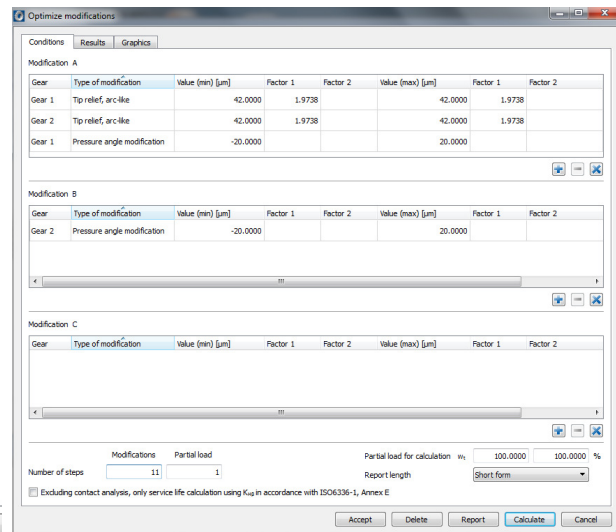 Optimize modifications
Conditions Results Graphics
Modification A
Gear Type of modification Value (min) [µm] Factor 1 Factor 2 Value (max) [µm] Factor 1 Factor 2
Gear 1 Tip relief, arc-like 42.0000 1.9738 42.0000 1.9738
Gear 2 Tip relief, arc-like 42.0000 1.9738 42.0000 1.9738
Gear 1 Pressure angle modification -20.0000 20.0000
Modification B
Gear Type of modification Value (min) [µm] Factor 1 Factor 2 Value (max) [µm] Factor 1 Factor 2
Gear 2 Pressure angle modification -20.0000 20.0000
Modification C
Gear Type of modification Value (min) [µm] Factor 1 Factor 2 Value (max) [µm] Factor 1 Factor 2
Modifications Partial load Partial load for calculation wt 100.0000 100.0000 %
Number of steps 11 1 Report length Short form
Excluding contact analysis, only service life calculation using KHβ in accordance with ISO6336-1, Annex E
Accept Delete Report Calculate Cancel